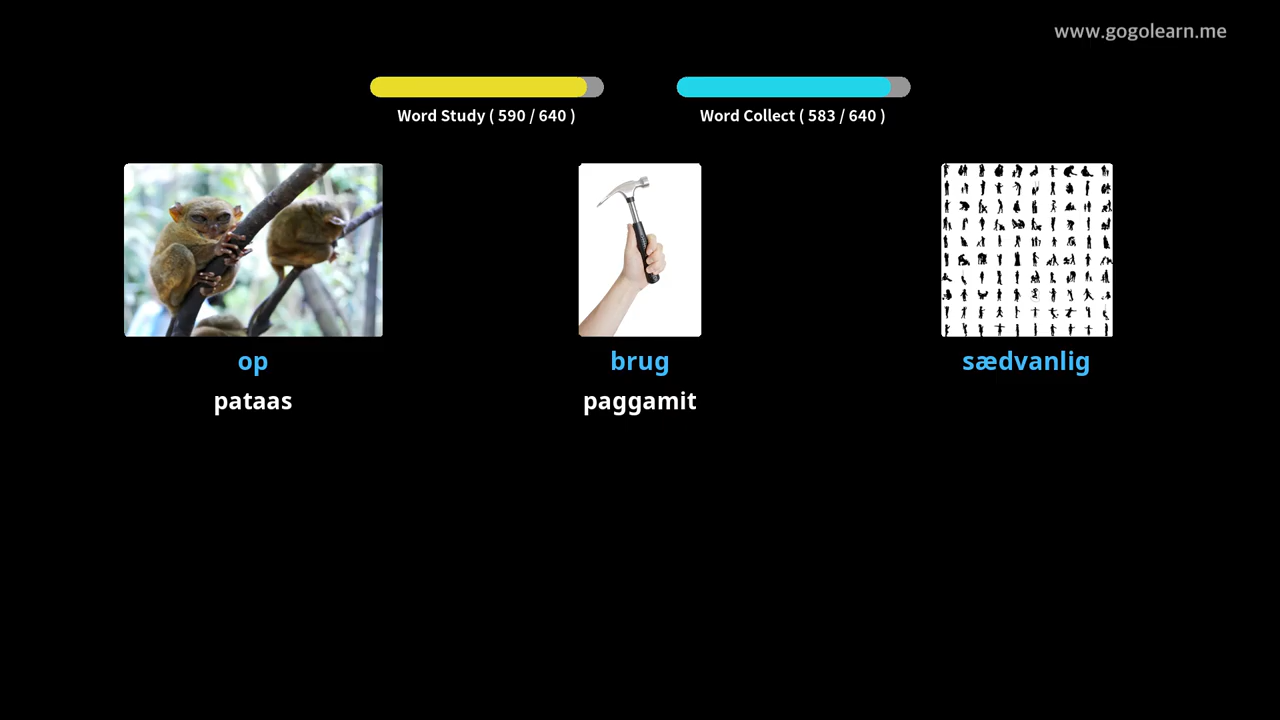 www.gogolearn.me
Word Study ( 590 / 640 )
Word Collect ( 583 / 640 )
op
brug
sædvanlig
pataas
paggamit